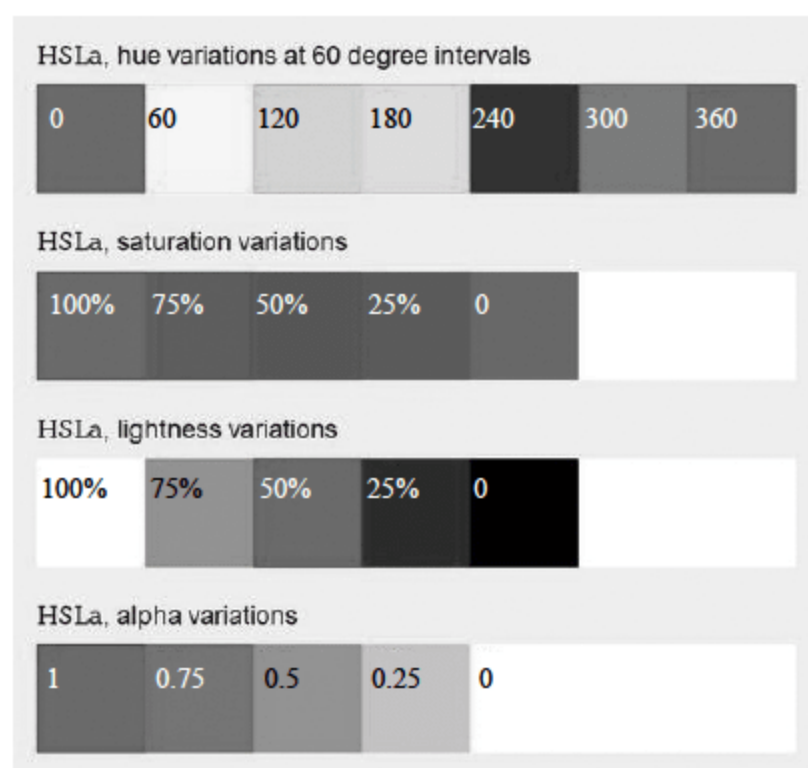 HSLa, hue variations at 60 degree intervals
0 60 120 180 240 300 360
HSLa, saturation variations
100% 75% 50% 25% 0
HSLa, lightness variations
100% 75% 50% 25% 0
HSLa, alpha variations
1 0.75 0.5 0.25 0